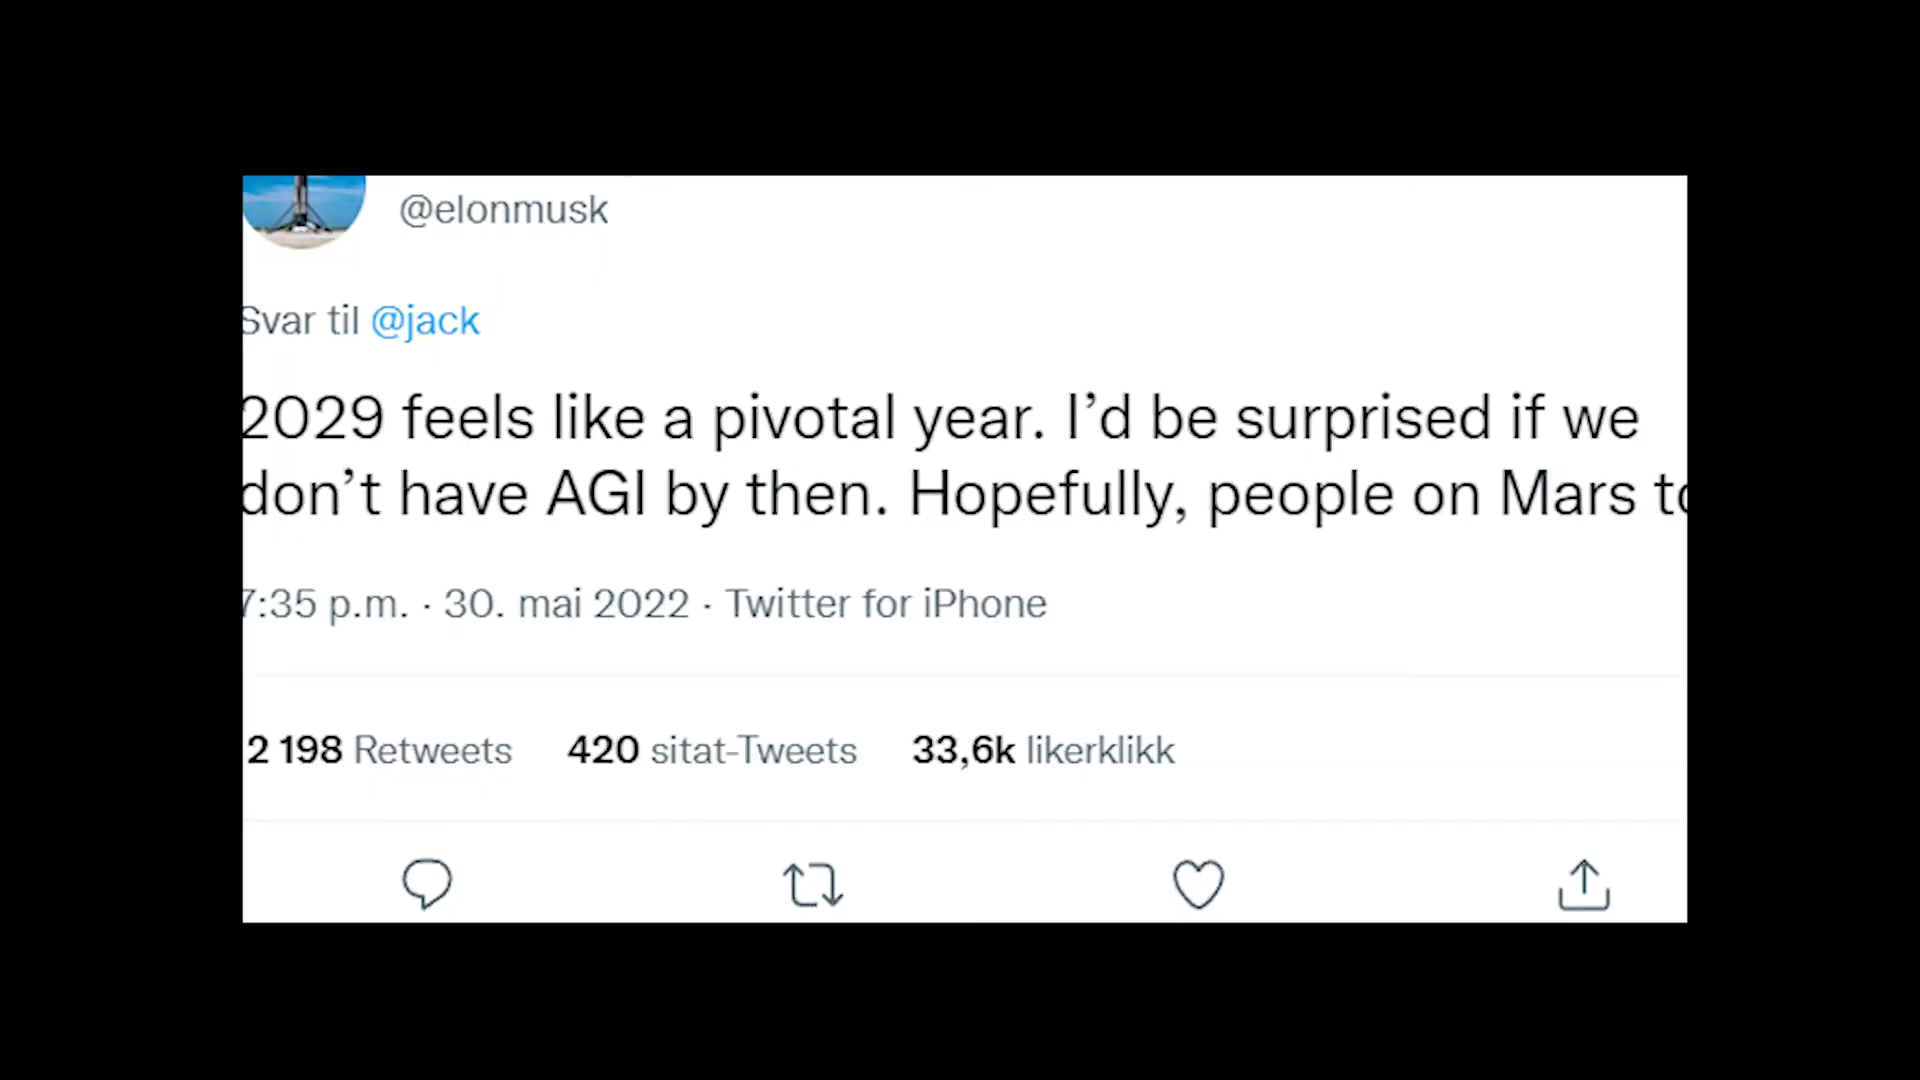 @elonmusk
Svar til @jack
2029 feels like a pivotal year. I’d be surprised if we
don’t have AGI by then. Hopefully, people on Mars
7:35 p.m. · 30. mai 2022 · Twitter for iPhone
2 198 Retweets 420 sitat-Tweets 33,6k likerklikk